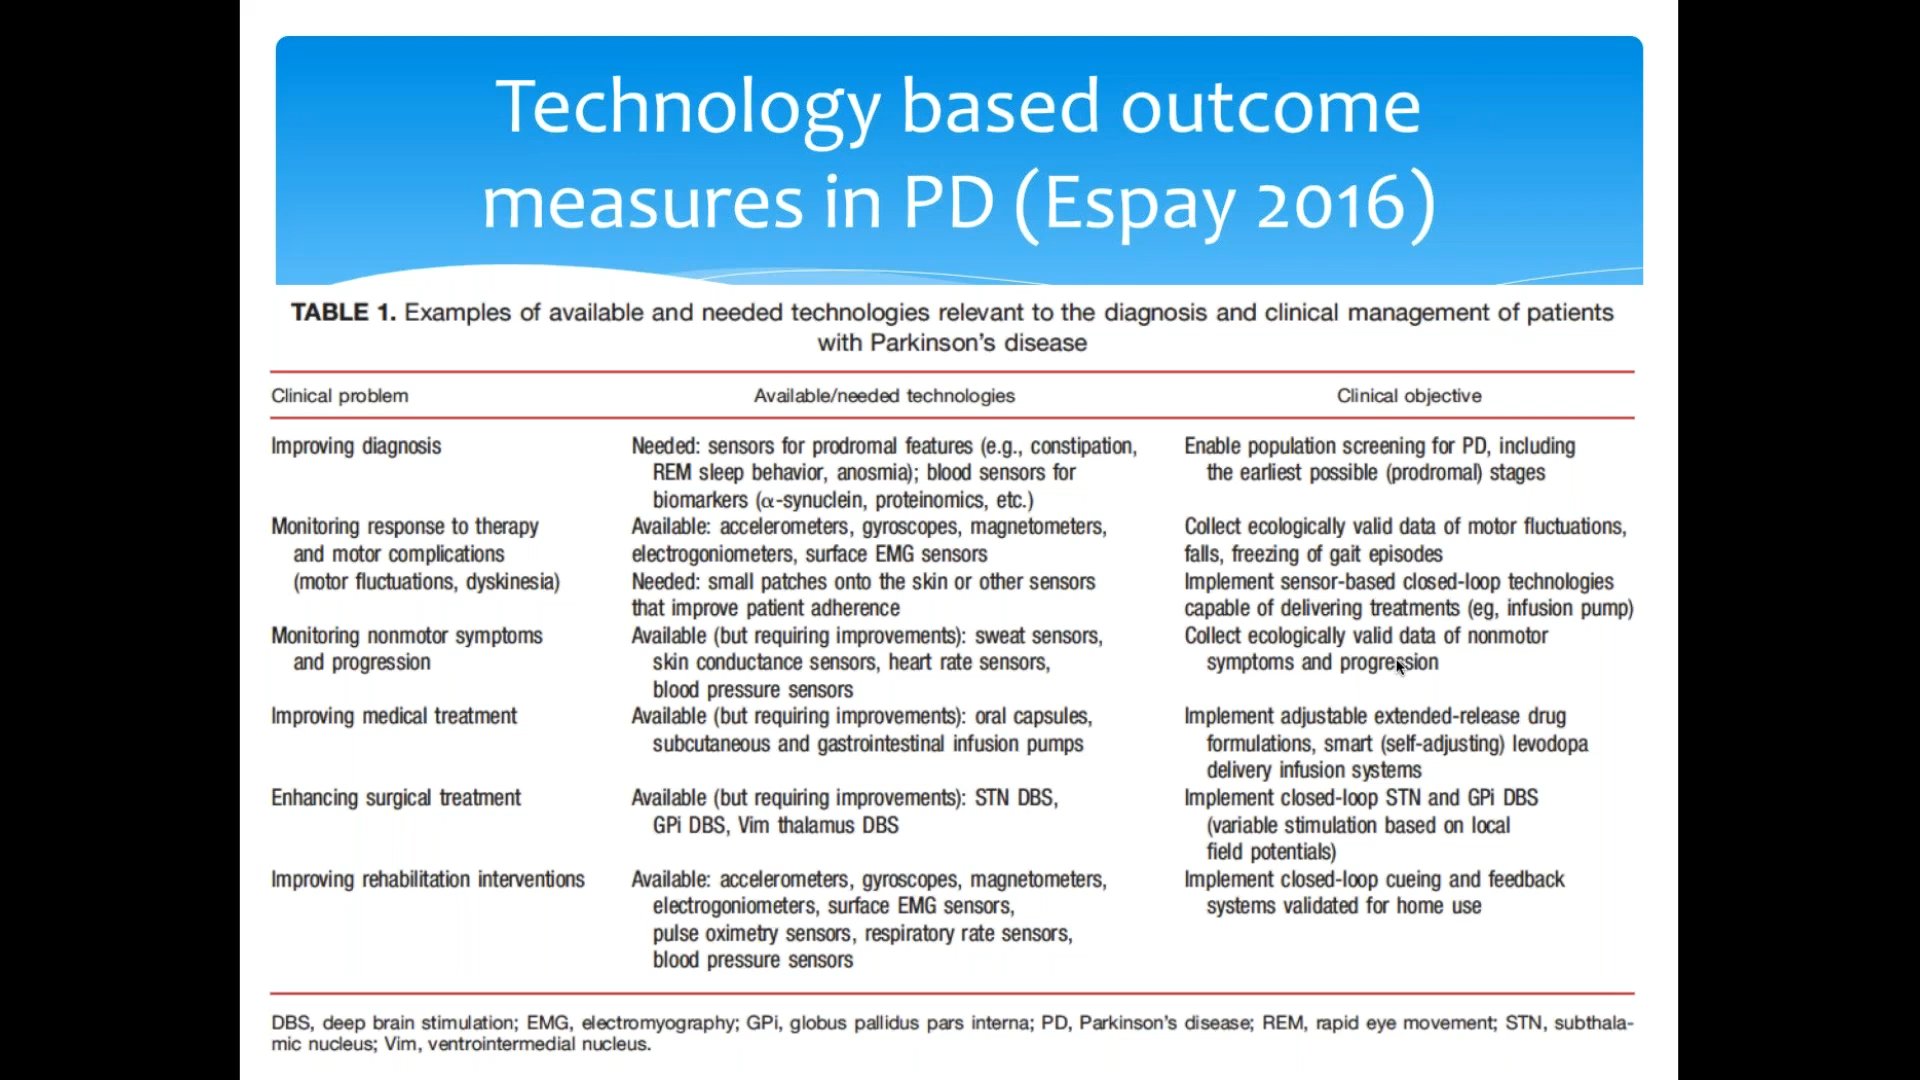 Technology based outcome
measures in PD (Espay 2016)
TABLE 1. Examples of available and needed technologies relevant to the diagnosis and clinical management of patients
with Parkinson's disease
Clinical problem Available/needed technologies Clinical objective
Improving diagnosis Needed: sensors for prodromal features (e.g., constipation, Enable population screening for PD, including
REM sleep behavior, anosmia); blood sensors for the earliest possible (prodromal) stages
biomarkers (α-synuclein, proteinomics, etc.)
Monitoring response to therapy Available: accelerometers, gyroscopes, magnetometers, Collect ecologically valid data of motor fluctuations,
and motor complications electrogoniometers, surface EMG sensors falls, freezing of gait episodes
(motor fluctuations, dyskinesia) Needed: small patches onto the skin or other sensors Implement sensor-based closed-loop technologies
that improve patient adherence capable of delivering treatments (eg, infusion pump)
Monitoring nonmotor symptoms Available (but requiring improvements): sweat sensors, Collect ecologically valid data of nonmotor
and progression skin conductance sensors, heart rate sensors, symptoms and progression
blood pressure sensors
Improving medical treatment Available (but requiring improvements): oral capsules, Implement adjustable extended-release drug
subcutaneous and gastrointestinal infusion pumps formulations, smart (self-adjusting) levodopa
delivery infusion systems
Enhancing surgical treatment Available (but requiring improvements): STN DBS, Implement closed-loop STN and GPi DBS
GPi DBS, Vim thalamus DBS (variable stimulation based on local
field potentials)
Improving rehabilitation interventions Available: accelerometers, gyroscopes, magnetometers, Implement closed-loop cueing and feedback
electrogoniometers, surface EMG sensors, systems validated for home use
pulse oximetry sensors, respiratory rate sensors,
blood pressure sensors
DBS, deep brain stimulation; EMG, electromyography; GPi, globus pallidus pars interna; PD, Parkinson's disease; REM, rapid eye movement; STN, subthala-
mic nucleus; Vim, ventrointermedial nucleus.